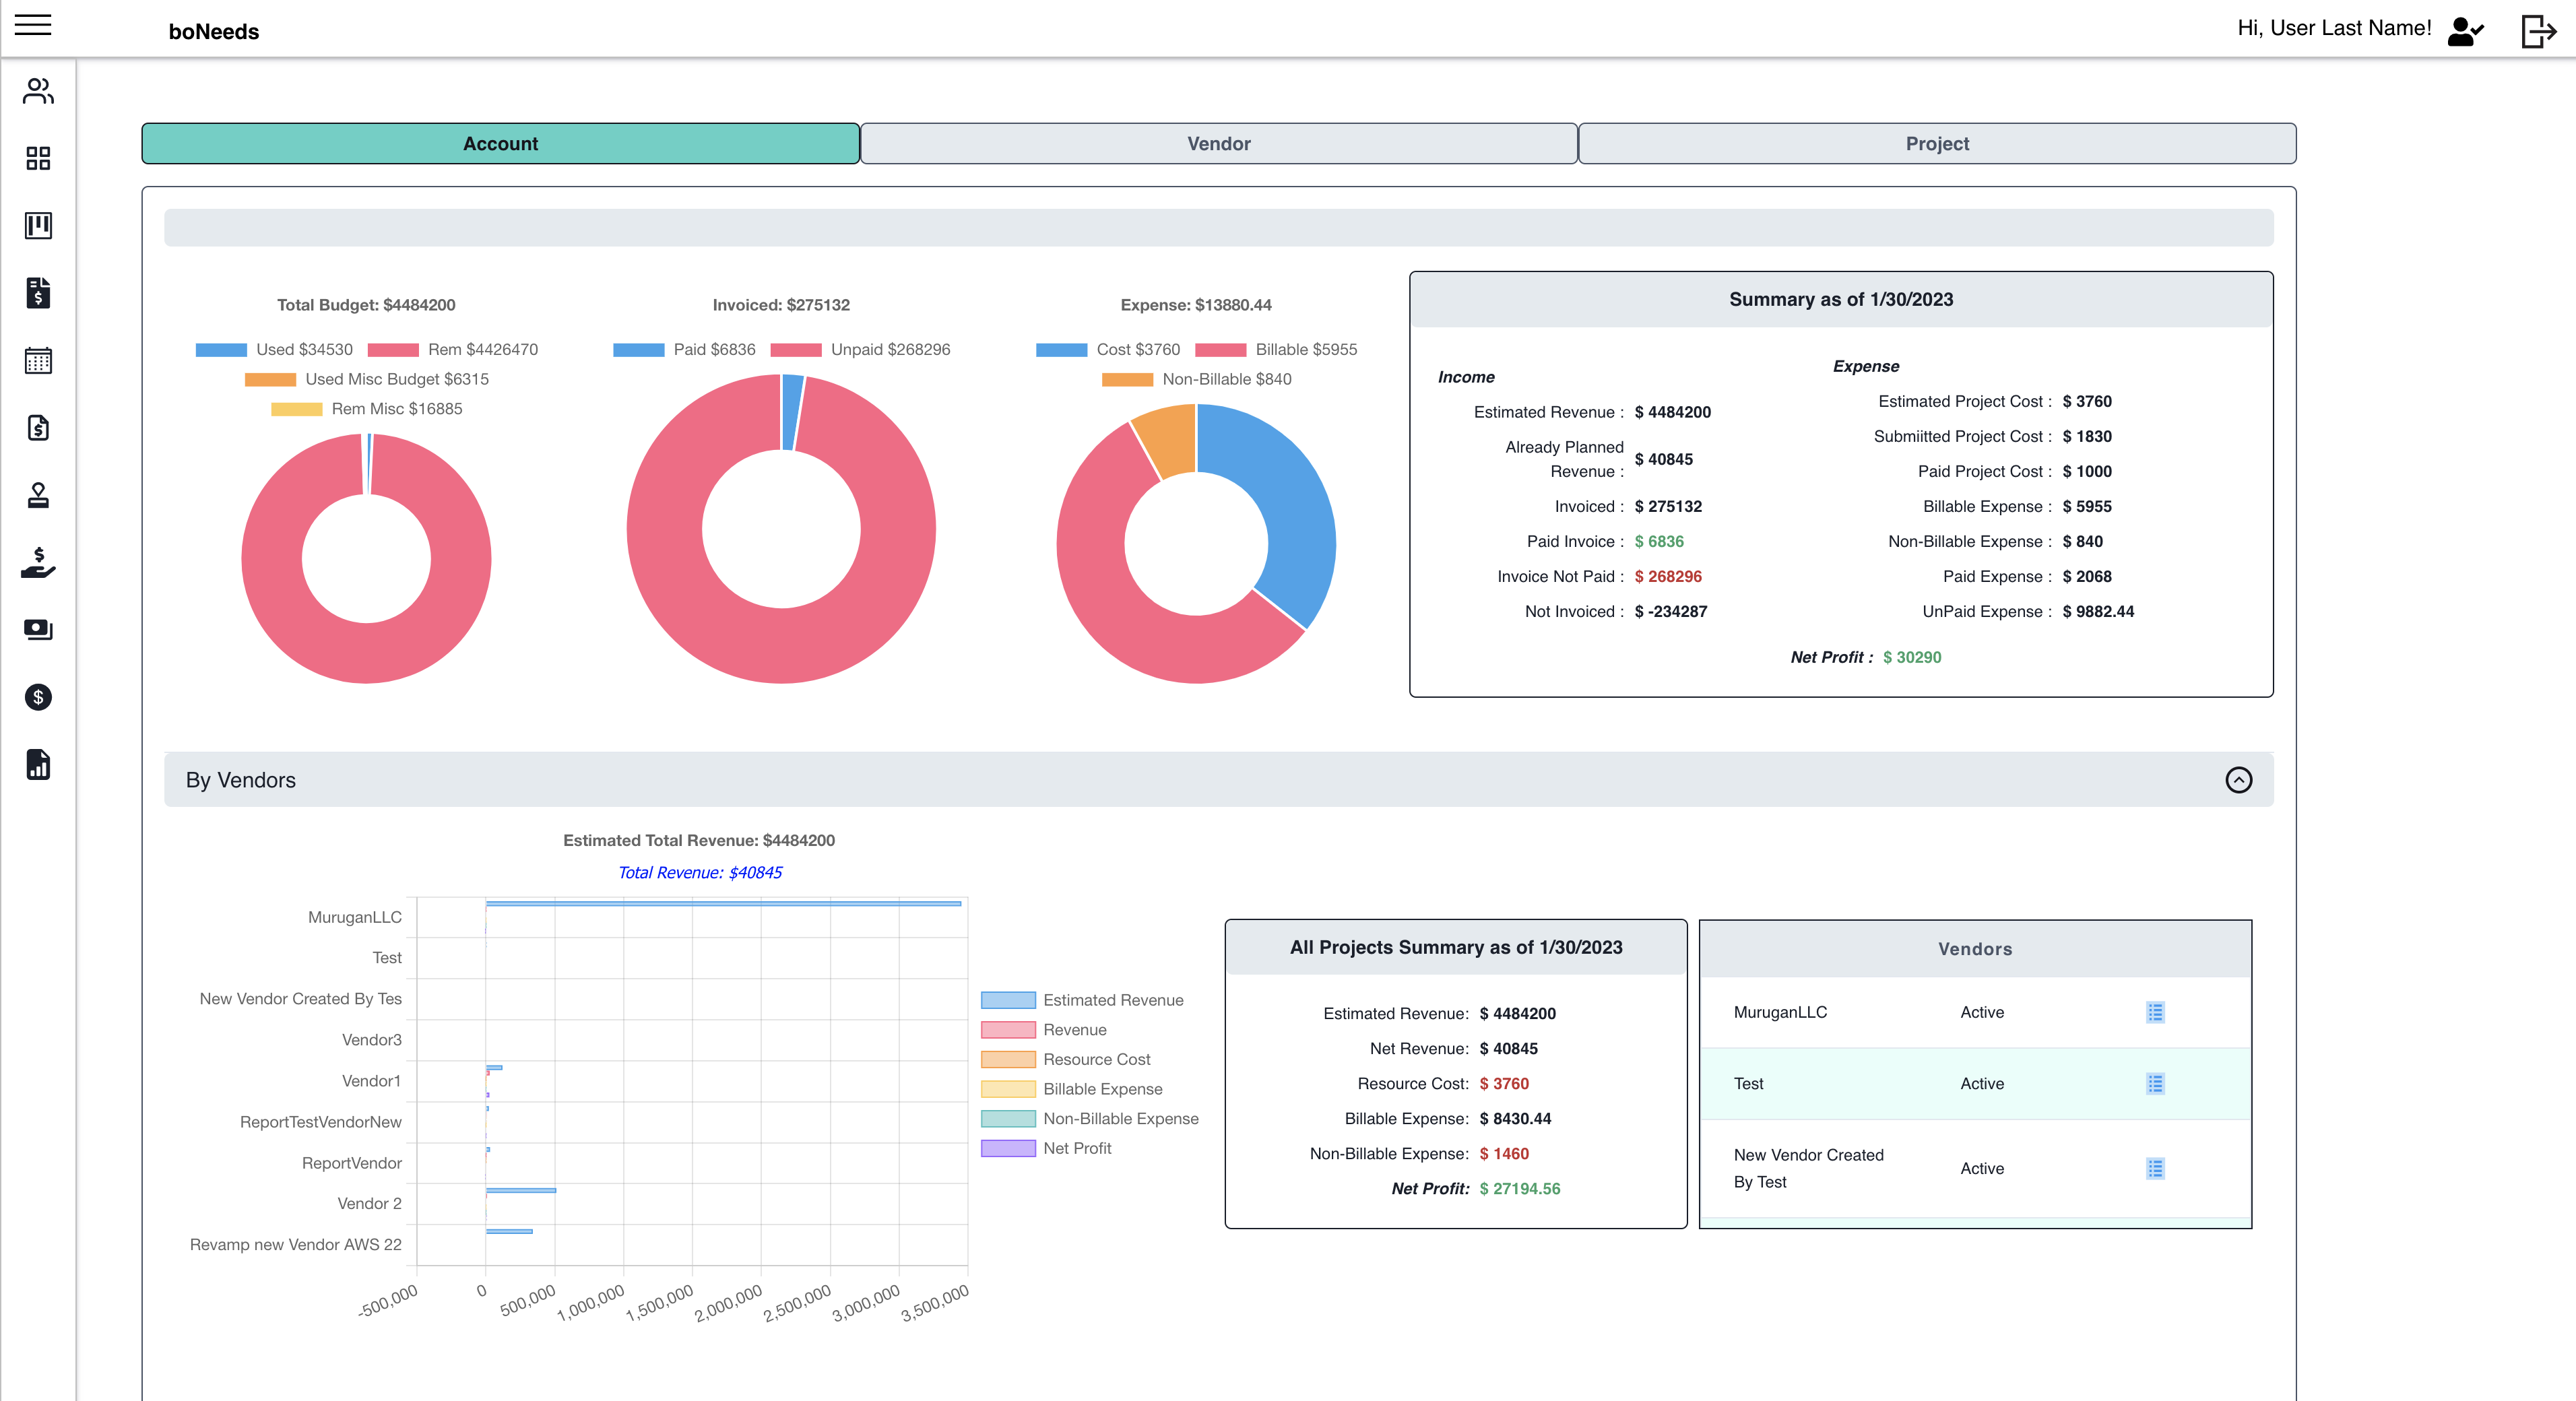 boNeeds
Hi, User Last Name!
Account
Vendor
Project
Total Budget: $4484200
Used $34530
Rem $4426470
Used Misc Budget $6315
Rem Misc $16885
Invoiced: $275132
Paid $6836
Unpaid $268296
Expense: $13880.44
Cost $3760
Billable $5955
Non-Billable $840
Summary as of 1/30/2023
Income
Estimated Revenue : $ 4484200
Already Planned
Revenue : $ 40845
Invoiced : $ 275132
Paid Invoice : $ 6836
Invoice Not Paid : $ 268296
Not Invoiced : $ -234287
Expense
Estimated Project Cost : $ 3760
Submiitted Project Cost : $ 1830
Paid Project Cost : $ 1000
Billable Expense : $ 5955
Non-Billable Expense : $ 840
Paid Expense : $ 2068
UnPaid Expense : $ 9882.44
Net Profit : $ 30290
By Vendors
Estimated Total Revenue: $4484200
Total Revenue: $40845
MuruganLLC
Test
New Vendor Created By Tes
Vendor3
Vendor1
ReportTestVendorNew
ReportVendor
Vendor 2
Revamp new Vendor AWS 22
-500,000
0
500,000
1,000,000
1,500,000
2,000,000
2,500,000
3,000,000
3,500,000
Estimated Revenue
Revenue
Resource Cost
Billable Expense
Non-Billable Expense
Net Profit
All Projects Summary as of 1/30/2023
Estimated Revenue: $ 4484200
Net Revenue: $ 40845
Resource Cost: $ 3760
Billable Expense: $ 8430.44
Non-Billable Expense: $ 1460
Net Profit: $ 27194.56
Vendors
MuruganLLC Active
Test Active
New Vendor Created
By Test Active